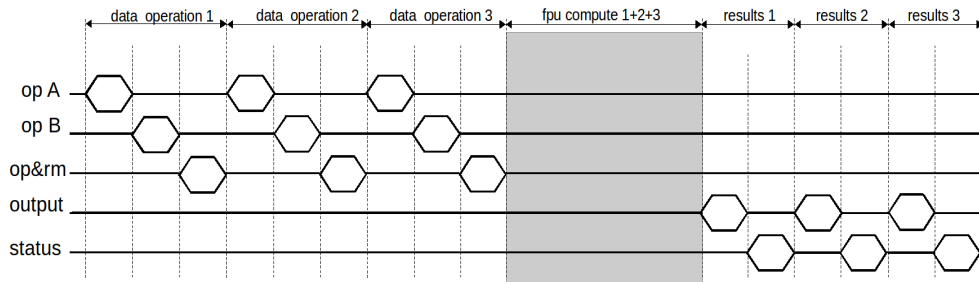 data operation 1 data operation 2 data operation 3 fpu compute 1+2+3 results 1 results 2 results 3
op A
op B
op&rm
output
status